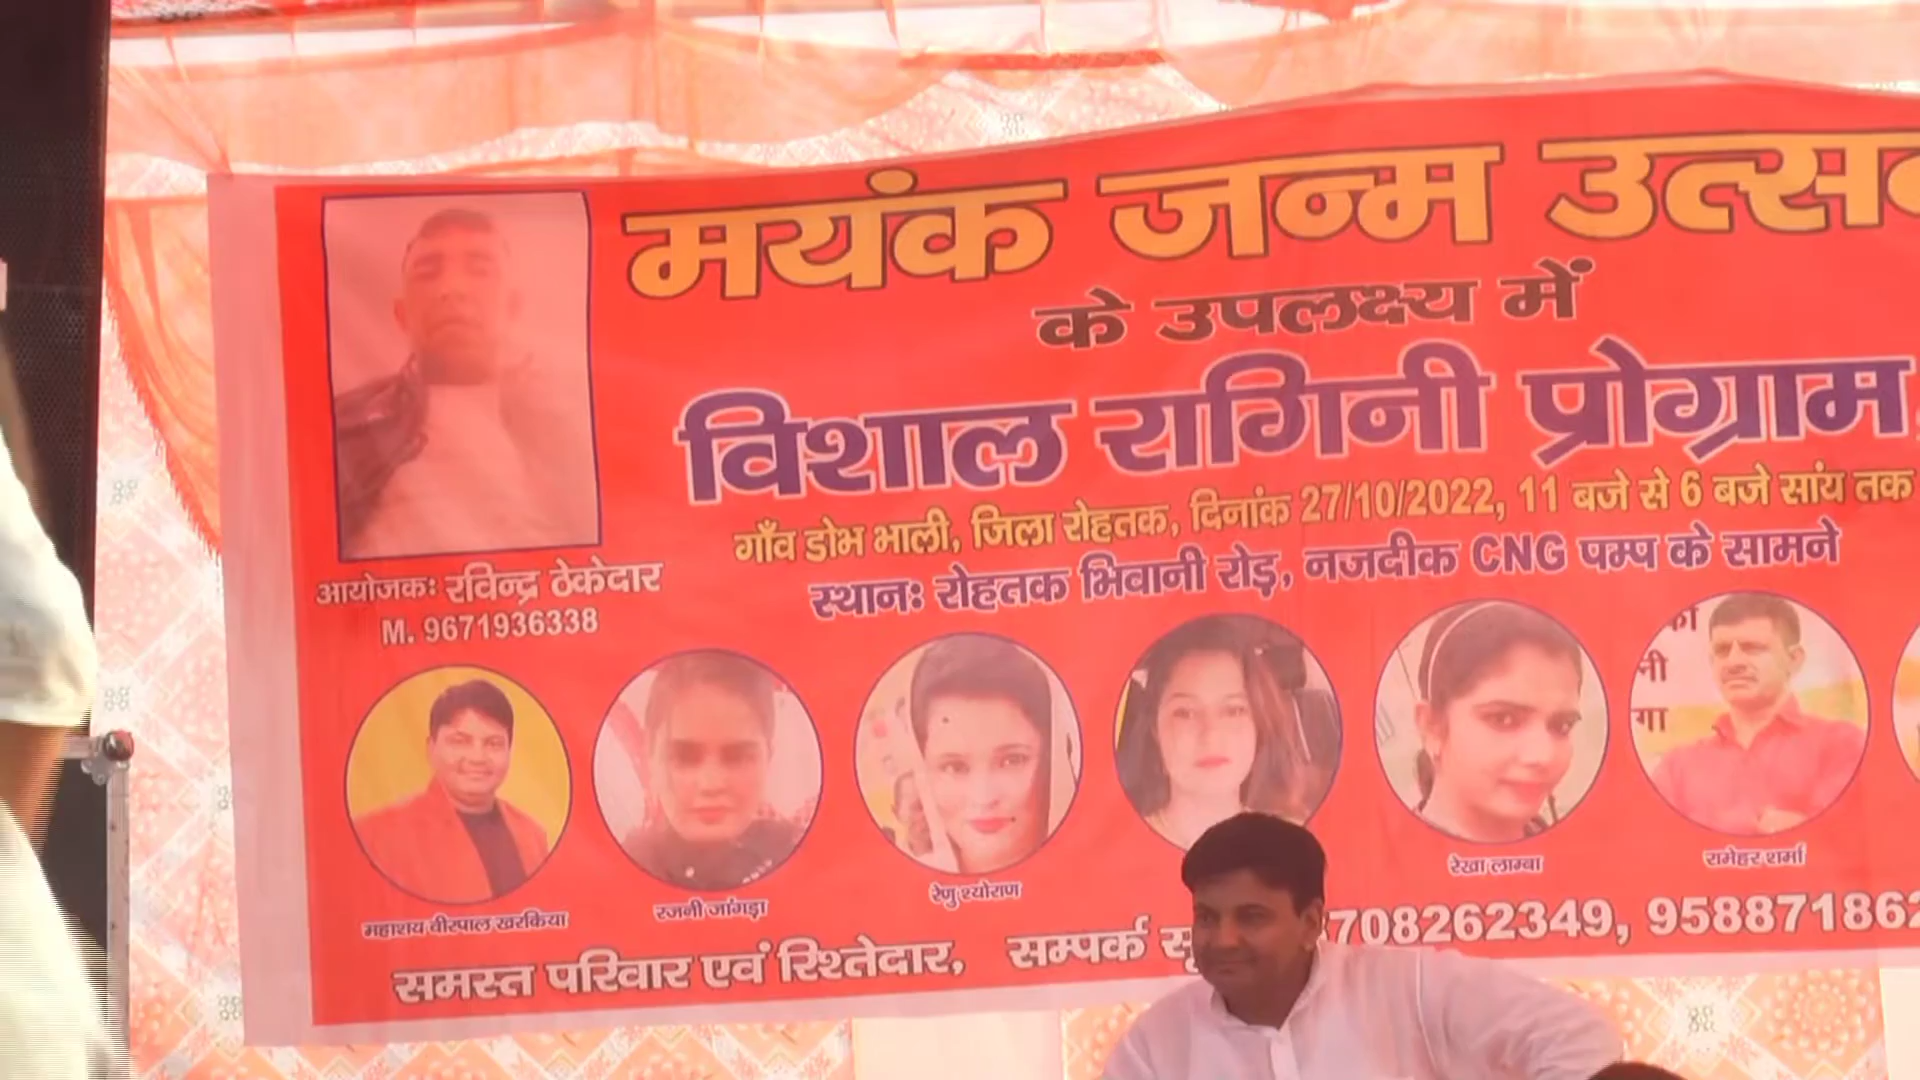 मयंक जन्म उत्स
के उपलक्ष्य में
विशाल रागिनी प्रोग्राम
गाँव डोभ भाली, जिला रोहतक, दिनांक 27/10/2022, 11 बजे से 6 बजे सांय तक
स्थानः रोहतक भिवानी रोड़, नजदीक CNG पम्प के सामने
आयोजकः रविन्द्र ठेकेदार
M. 9671936338
नी
गा
महाशय वीरपाल खरकिया
रजनी जांगड़ा
रेणु श्योराण
रेखा लाम्बा
रामेहर शर्मा
समस्त परिवार एवं रिश्तेदार, सम्पर्क 708262349, 958871862